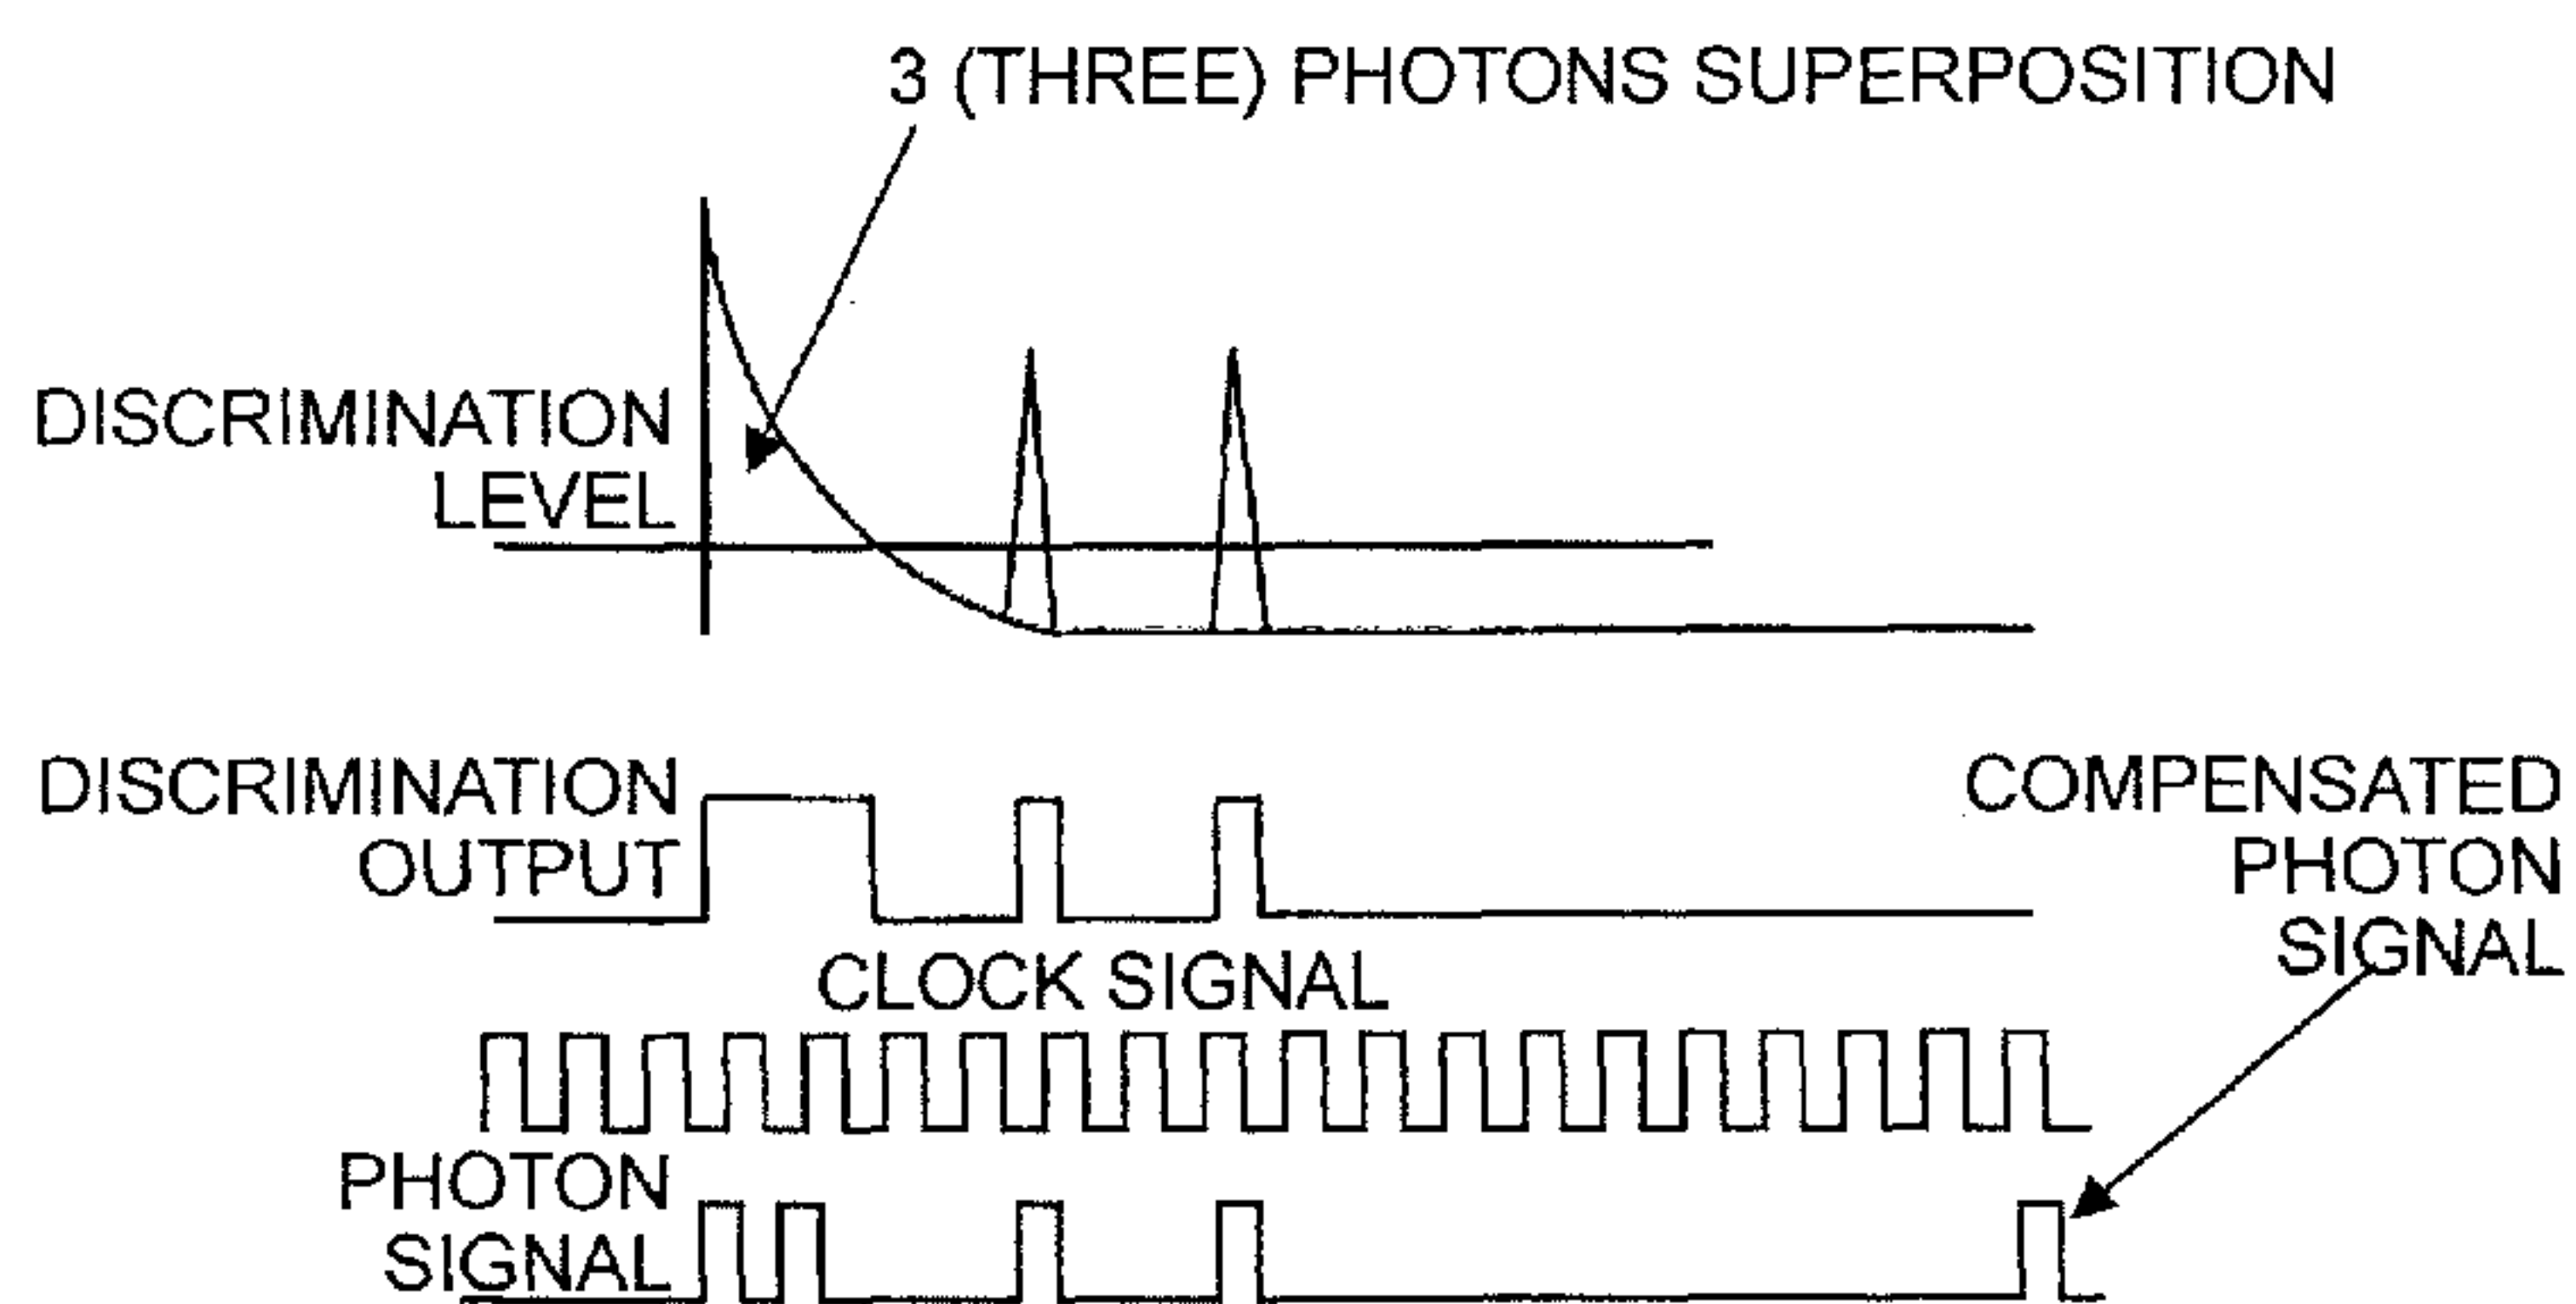 3 (THREE) PHOTONS SUPERPOSITION
DISCRIMINATION
LEVEL
DISCRIMINATION
OUTPUT
COMPENSATED
PHOTON
SIGNAL
CLOCK SIGNAL
PHOTON
SIGNAL